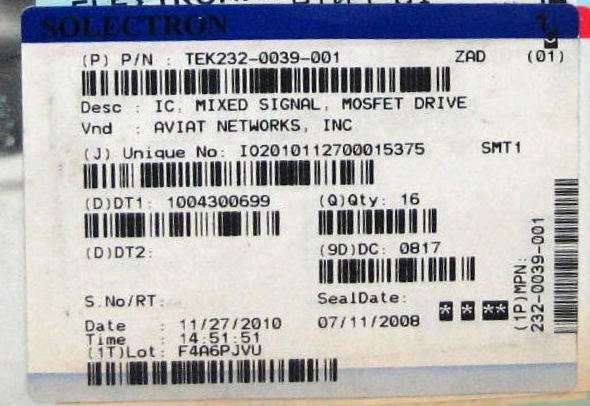 SOLECTRON
(P) P/N : TEK232-0039-001 ZAD (01)
Desc : IC, MIXED SIGNAL, MOSFET DRIVE
Vnd : AVIAT NETWORKS, INC
(J) Unique No: I02010112700015375 SMT1
(D)DT1: 1004300699 (Q)Qty: 16
(D)DT2: (9D)DC: 0817
S.No/RT: SealDate:
Date : 11/27/2010 07/11/2008 * * **
Time : 14:51:51
(1T)Lot: F4A6PJVU
(1P)MPN:
232-0039-001